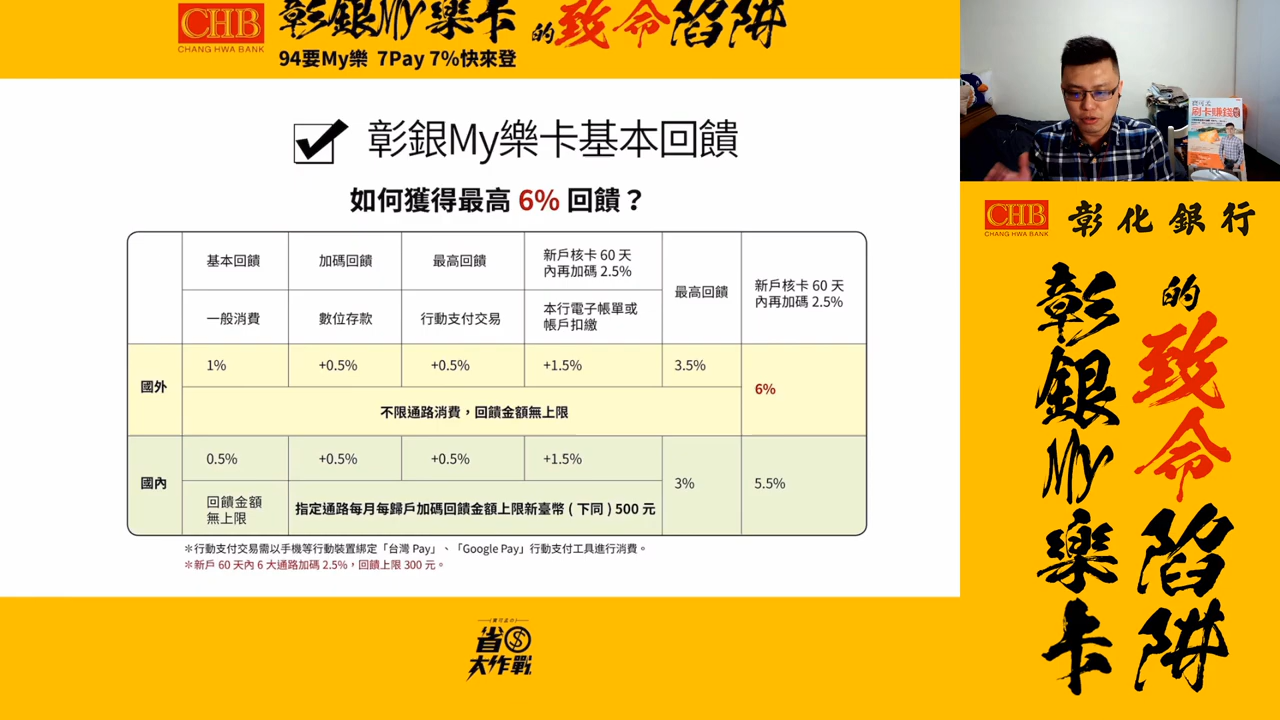 CHB
CHANG HWA BANK
彰銀My樂卡的致命陷阱
94要My樂 7Pay 7%快來登
彰銀My樂卡基本回饋
如何獲得最高 6% 回饋？
基本回饋 加碼回饋 最高回饋 新戶核卡 60 天
內再加碼 2.5%
最高回饋 新戶核卡 60 天
內再加碼 2.5%
一般消費 數位存款 行動支付交易 本行電子帳單或
帳戶扣繳
國外 1% +0.5% +0.5% +1.5% 3.5% 6%
不限通路消費，回饋金額無上限
國內 0.5% +0.5% +0.5% +1.5% 3% 5.5%
回饋金額
無上限
指定通路每月每歸戶加碼回饋金額上限新臺幣 ( 下同 ) 500 元
＊行動支付交易需以手機等行動裝置綁定「台灣 Pay」、「Google Pay」行動支付工具進行消費。
＊新戶 60 天內 6 大通路加碼 2.5%，回饋上限 300 元。
省$
大作戰
刷卡賺錢
CHB
CHANG HWA BANK
彰化銀行
彰銀My樂卡
的致命陷阱